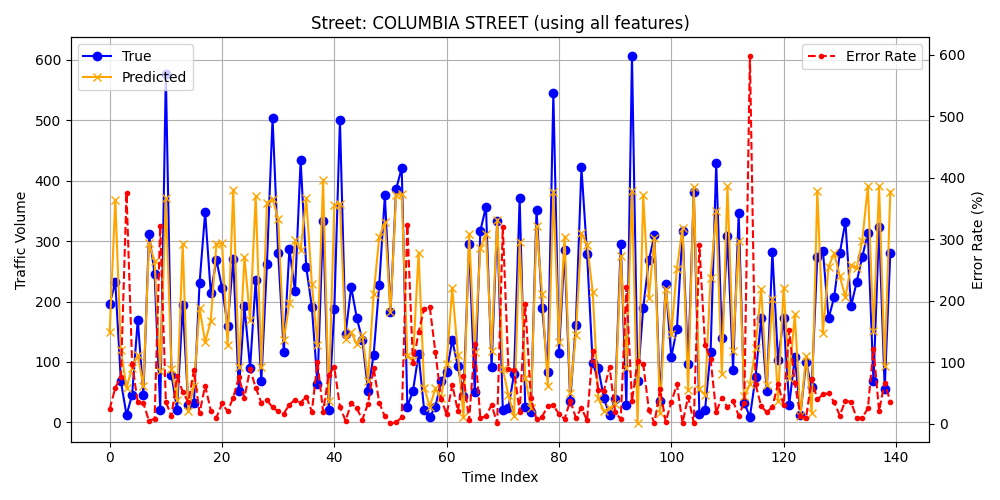 Street: COLUMBIA STREET (using all features)
True
Predicted
Error Rate
Traffic Volume
600
500
400
300
200
100
0
600
500
400
300
200
100
0
Error Rate (%)
0 20 40 60 80 100 120 140
Time Index